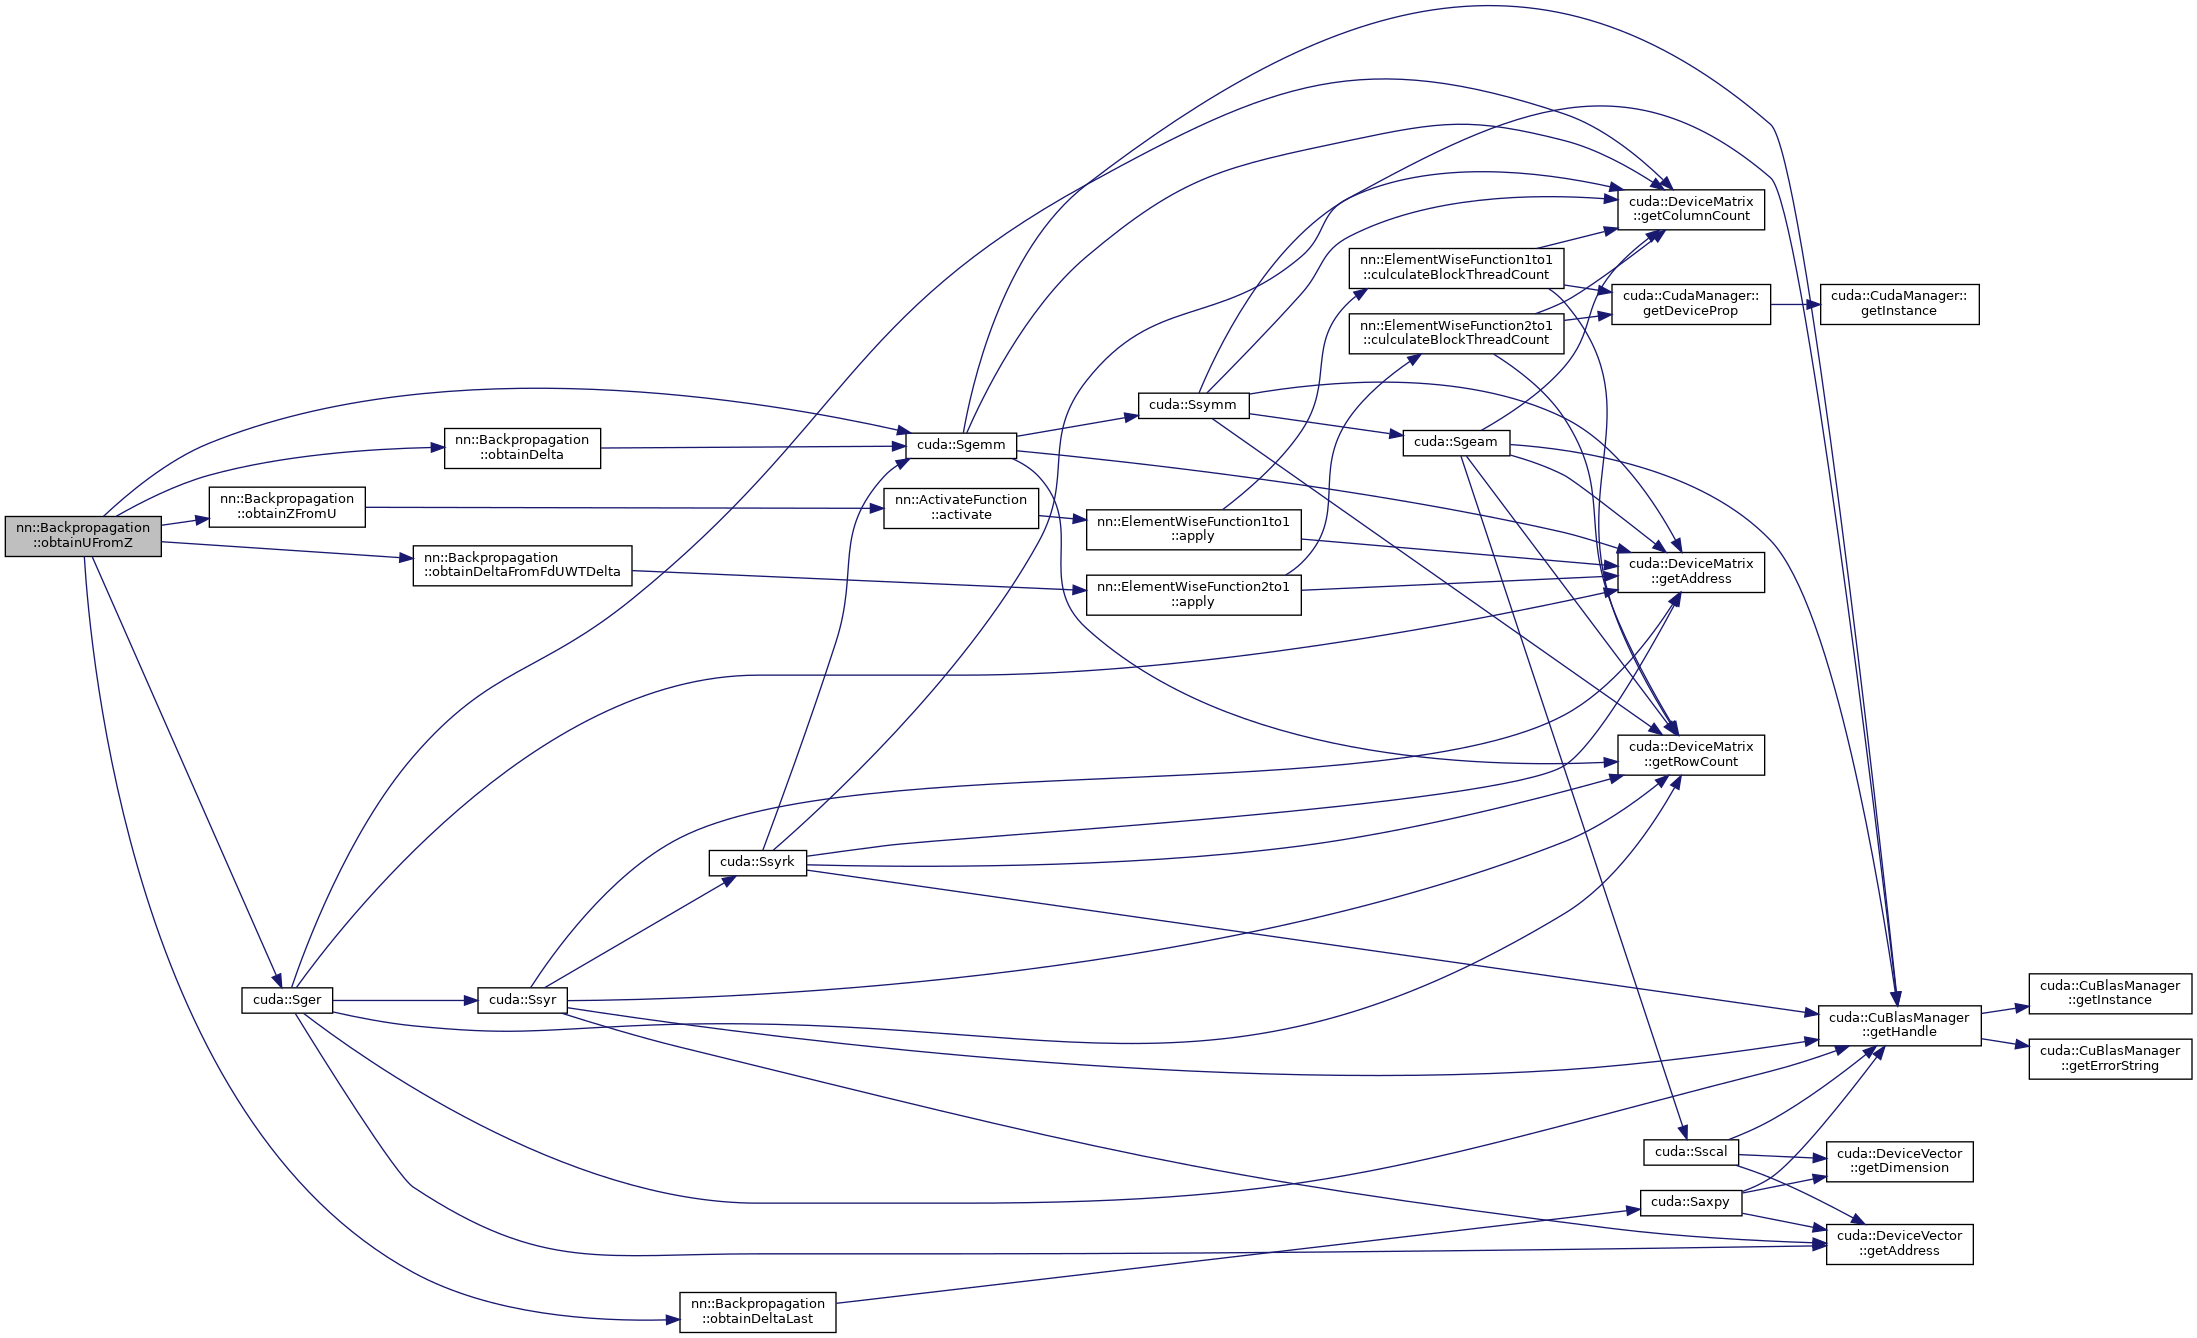 nn::Backpropagation
::obtainUFromZ
nn::Backpropagation
::obtainZFromU
cuda::Sger
nn::Backpropagation
::obtainDelta
nn::Backpropagation
::obtainDeltaFromFdUWTDelta
cuda::Ssyr
cuda::Ssyrk
nn::Backpropagation
::obtainDeltaLast
cuda::Sgemm
nn::ActivateFunction
::activate
cuda::Ssymm
nn::ElementWiseFunction1to1
::apply
nn::ElementWiseFunction2to1
::apply
nn::ElementWiseFunction1to1
::culculateBlockThreadCount
nn::ElementWiseFunction2to1
::culculateBlockThreadCount
cuda::Sgeam
cuda::DeviceMatrix
::getColumnCount
cuda::CudaManager::
getDeviceProp
cuda::DeviceMatrix
::getAddress
cuda::DeviceMatrix
::getRowCount
cuda::Sscal
cuda::Saxpy
cuda::CudaManager::
getInstance
cuda::CuBlasManager
::getHandle
cuda::DeviceVector
::getDimension
cuda::DeviceVector
::getAddress
cuda::CuBlasManager
::getInstance
cuda::CuBlasManager
::getErrorString